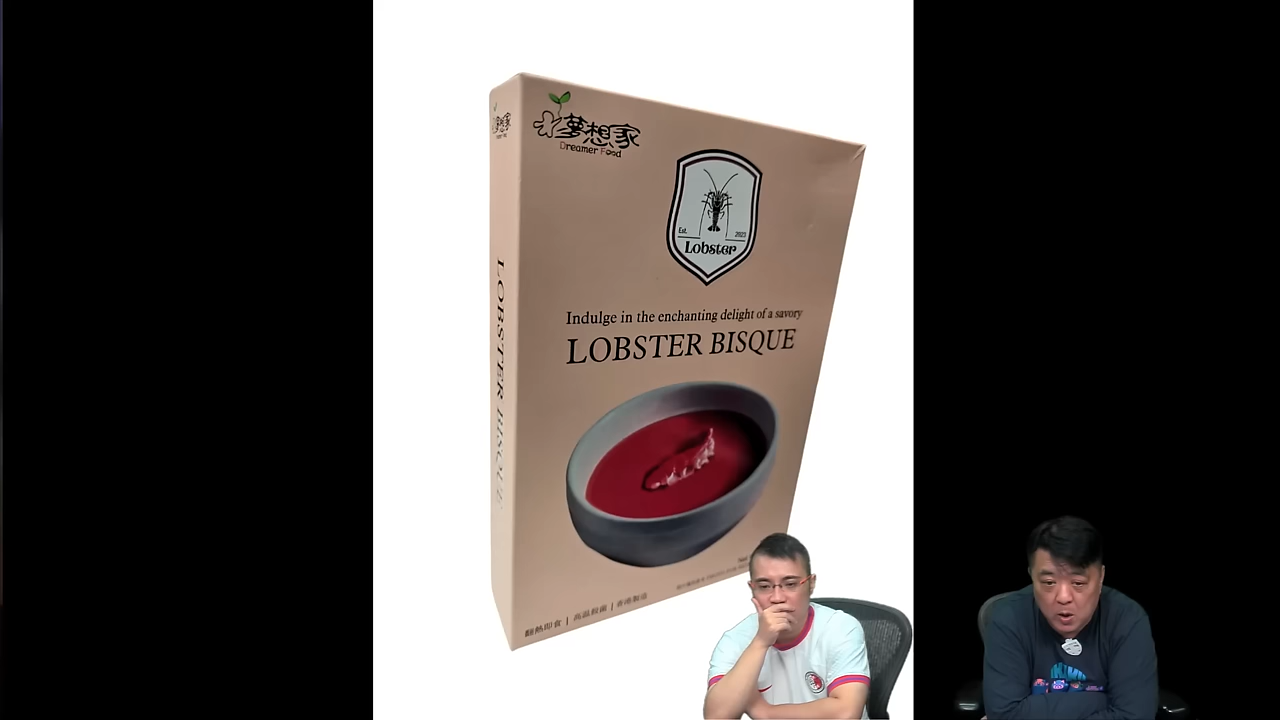 夢想家
Dreamer Food
Est. 2023
Lobster
Indulge in the enchanting delight of a savory
LOBSTER BISQUE
翻熱即食 | 高温殺菌 | 香港製造
LOBSTER BISQUE